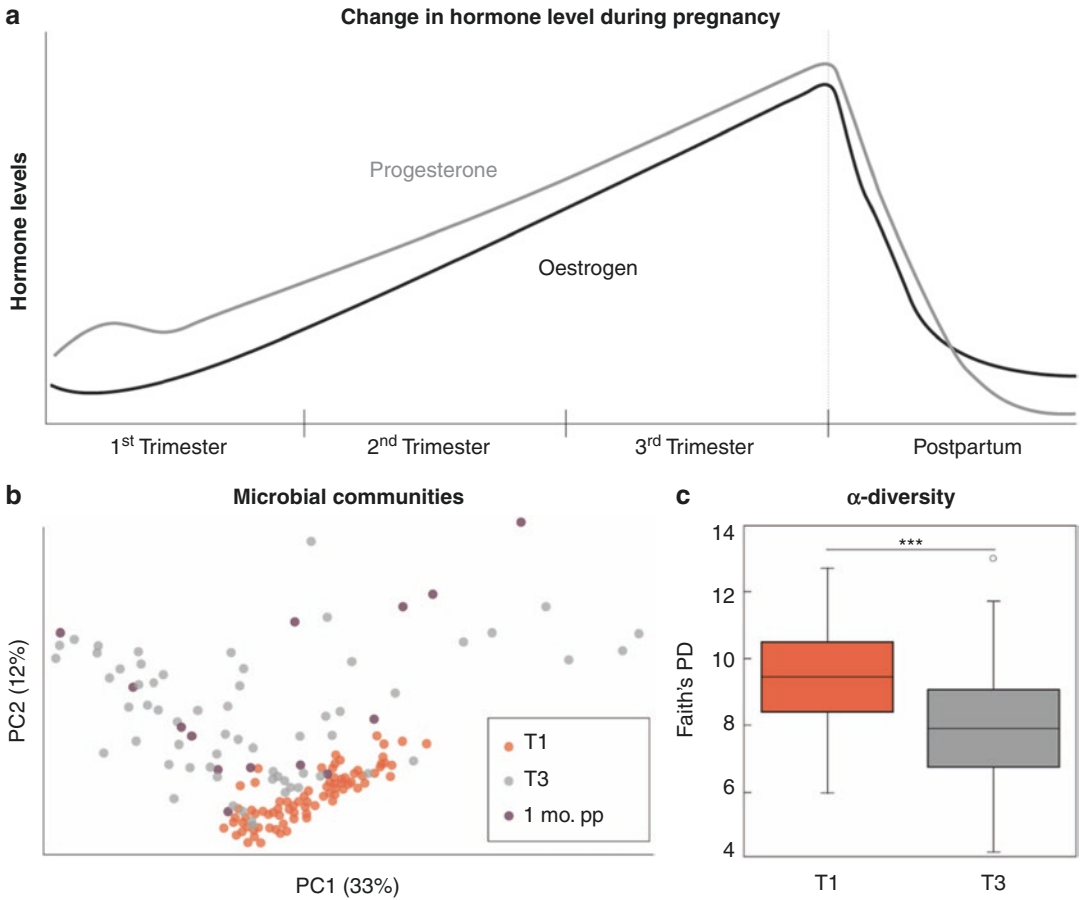 a
Change in hormone level during pregnancy
Hormone levels
Progesterone
Oestrogen
1st Trimester
2nd Trimester
3rd Trimester
Postpartum
b
Microbial communities
PC2 (12%)
T1
T3
1 mo. pp
PC1 (33%)
c
α-diversity
Faith's PD
14
12
10
8
6
4
***
T1
T3